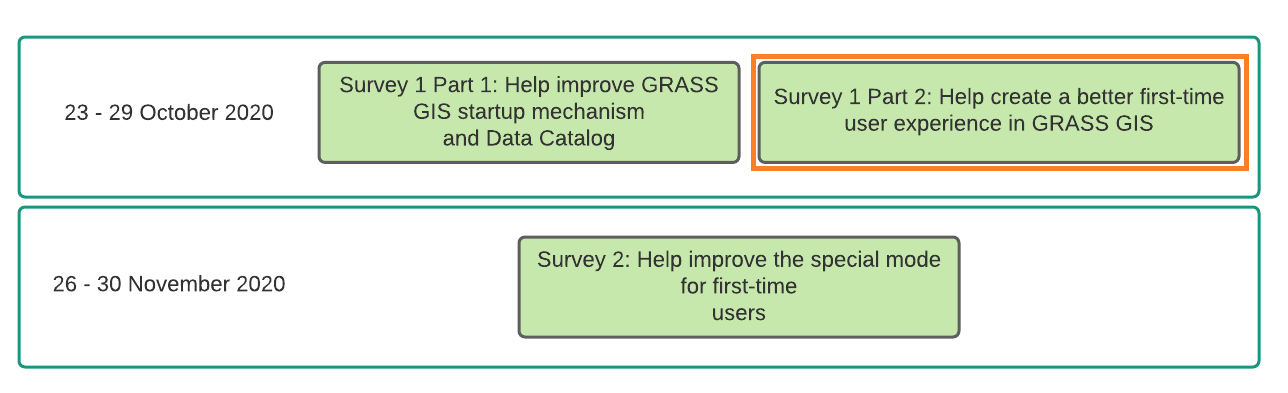 23 - 29 October 2020
Survey 1 Part 1: Help improve GRASS
GIS startup mechanism
and Data Catalog
Survey 1 Part 2: Help create a better first-time
user experience in GRASS GIS
26 - 30 November 2020
Survey 2: Help improve the special mode
for first-time
users